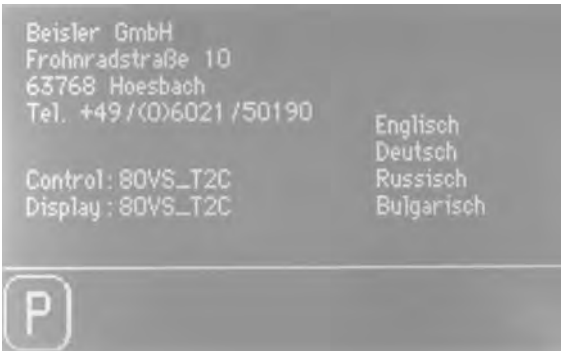 Beisler GmbH
Frohnradstraße 10
63768 Hoesbach
Tel. +49/(0)6021/50190
Englisch
Deutsch
Russisch
Bulgarisch
Control: 80VS_T2C
Display: 80VS_T2C
P